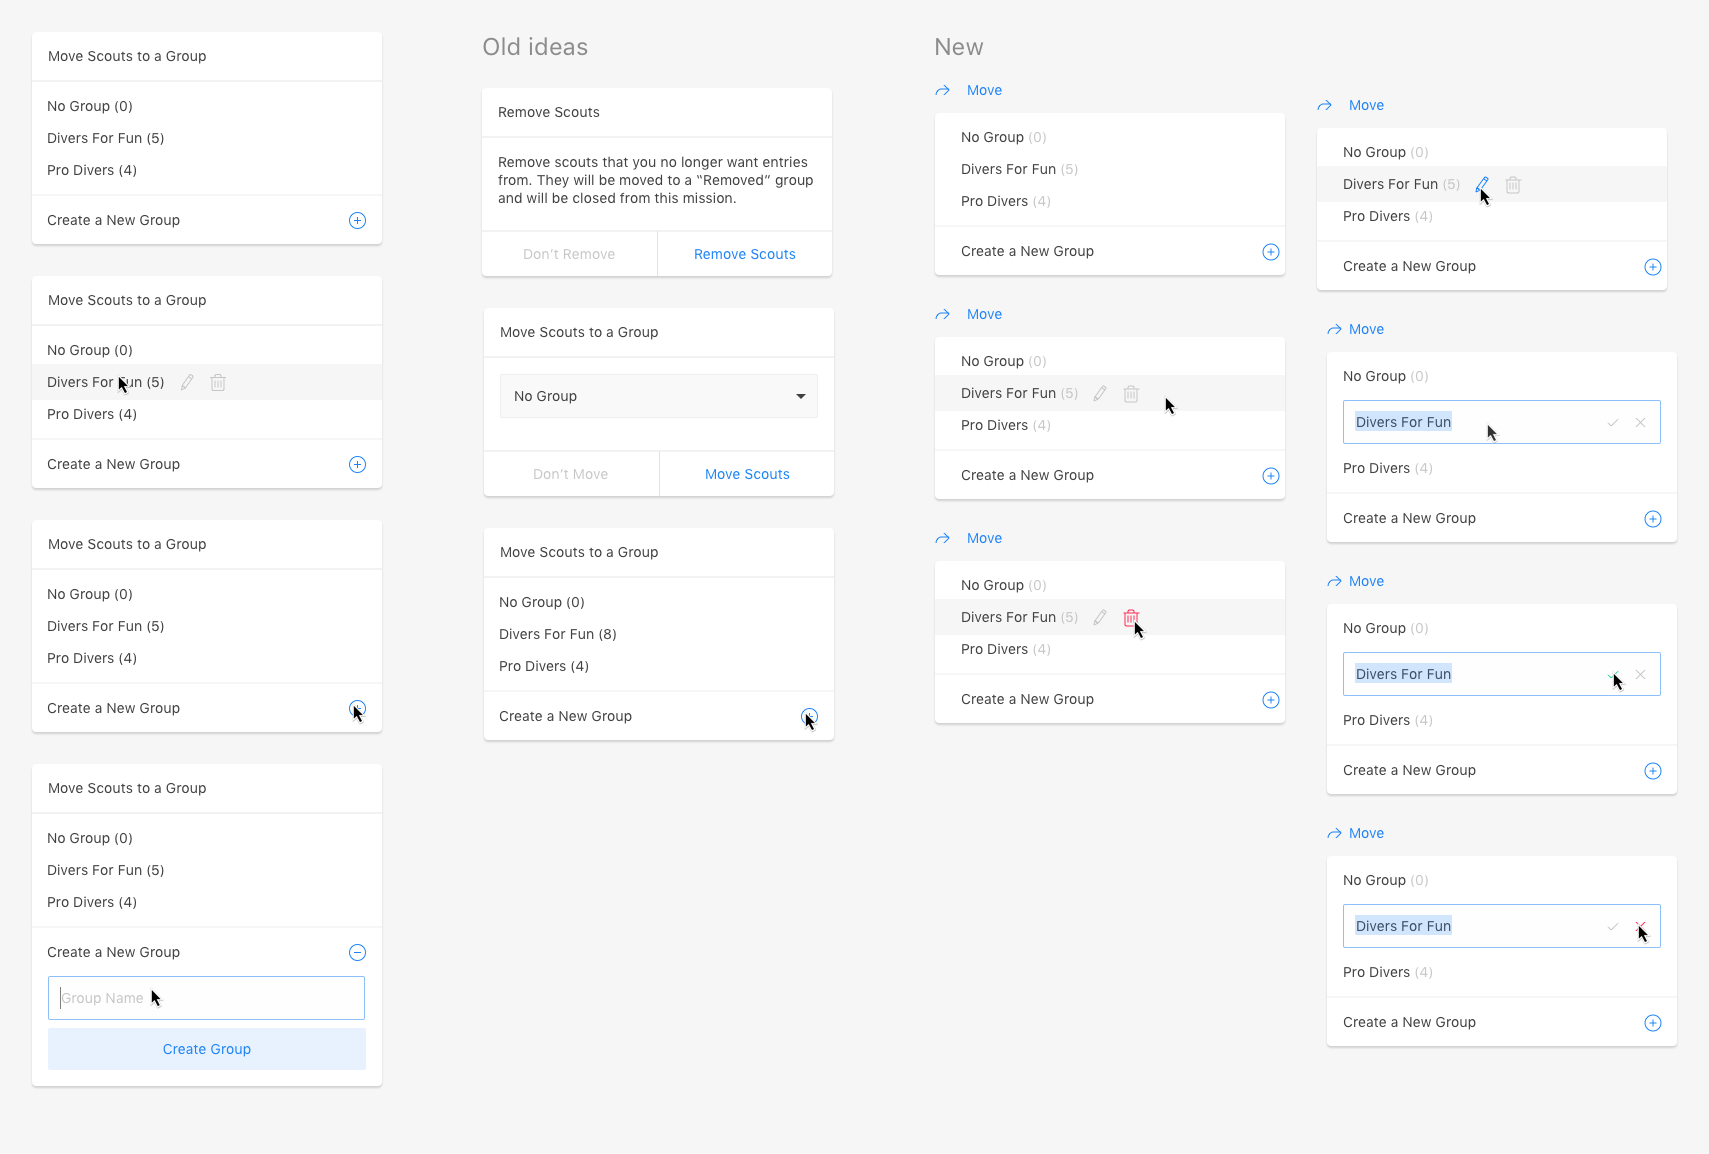 Move Scouts to a Group
No Group (0)
Divers For Fun (5)
Pro Divers (4)
Create a New Group
Move Scouts to a Group
No Group (0)
Divers For Fun (5)
Pro Divers (4)
Create a New Group
Move Scouts to a Group
No Group (0)
Divers For Fun (5)
Pro Divers (4)
Create a New Group
Move Scouts to a Group
No Group (0)
Divers For Fun (5)
Pro Divers (4)
Create a New Group
Group Name
Create Group
Old ideas
Remove Scouts
Remove scouts that you no longer want entries
from. They will be moved to a “Removed” group
and will be closed from this mission.
Don’t Remove
Remove Scouts
Move Scouts to a Group
No Group
Don’t Move
Move Scouts
Move Scouts to a Group
No Group (0)
Divers For Fun (8)
Pro Divers (4)
Create a New Group
New
Move
No Group (0)
Divers For Fun (5)
Pro Divers (4)
Create a New Group
Move
No Group (0)
Divers For Fun (5)
Pro Divers (4)
Create a New Group
Move
No Group (0)
Divers For Fun (5)
Pro Divers (4)
Create a New Group
Move
No Group (0)
Divers For Fun (5)
Pro Divers (4)
Create a New Group
Move
No Group (0)
Divers For Fun
Pro Divers (4)
Create a New Group
Move
No Group (0)
Divers For Fun
Pro Divers (4)
Create a New Group
Move
No Group (0)
Divers For Fun
Pro Divers (4)
Create a New Group